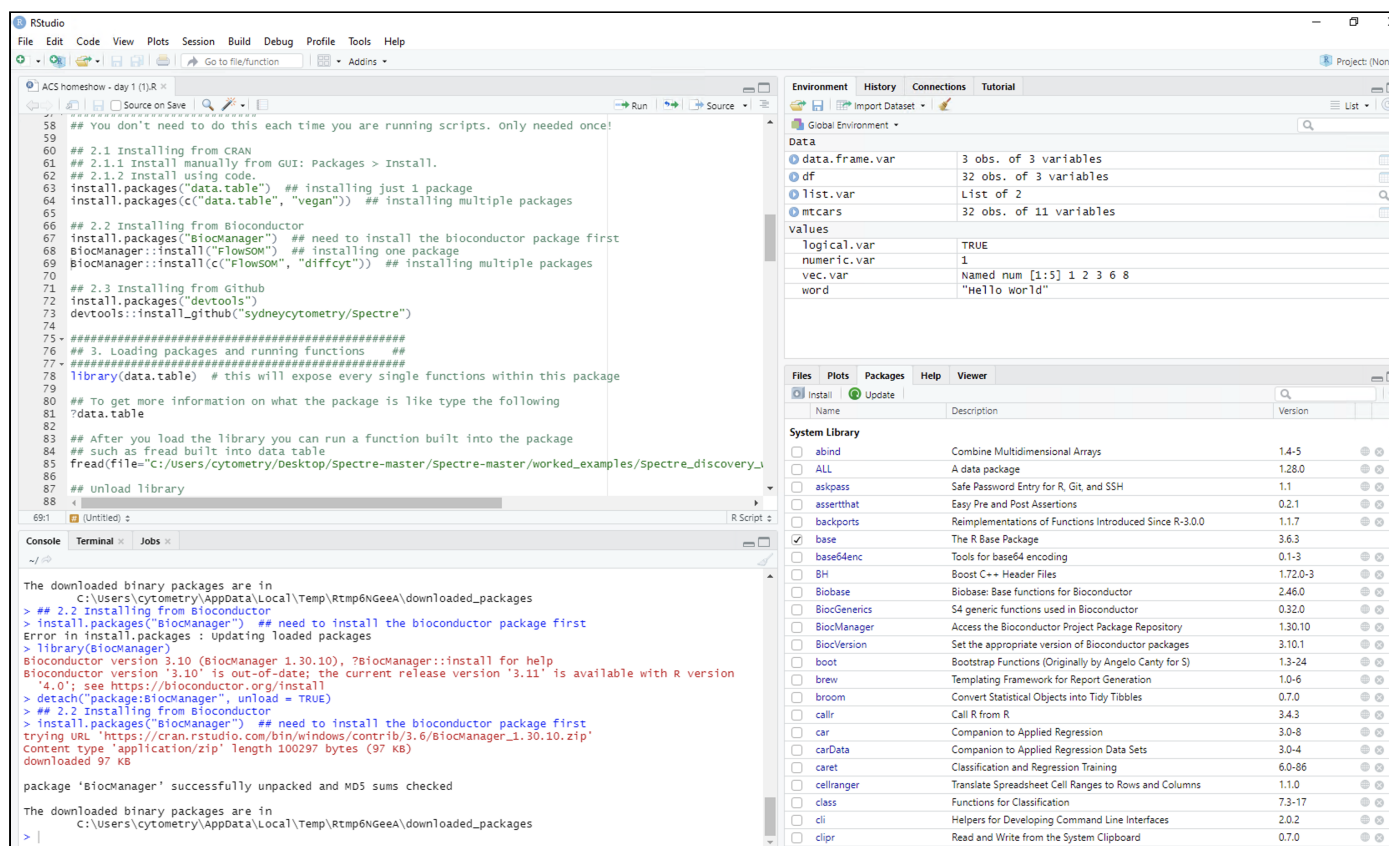 RStudio
File Edit Code View Plots Session Build Debug Profile Tools Help
Go to file/function Addins Project: (Non
ACS homeshow - day 1 (1).R
Source on Save Run Source
58 ## You don't need to do this each time you are running scripts. Only needed once!
59
60 ## 2.1 Installing from CRAN
61 ## 2.1.1 Install manually from GUI: Packages > Install.
62 ## 2.1.2 Install using code.
63 install.packages("data.table") ## installing just 1 package
64 install.packages(c("data.table", "vegan")) ## installing multiple packages
65
66 ## 2.2 Installing from Bioconductor
67 install.packages("BiocManager") ## need to install the bioconductor package first
68 BiocManager::install("FlowSOM") ## installing one package
69 BiocManager::install(c("FlowSOM", "diffcyt")) ## installing multiple packages
70
71 ## 2.3 Installing from Github
72 install.packages("devtools")
73 devtools::install_github("sydneycytometry/Spectre")
74
75 ##################################################
76 ## 3. Loading packages and running functions ##
77 ##################################################
78 library(data.table) # this will expose every single functions within this package
79
80 ## To get more information on what the package is like type the following
81 ?data.table
82
83 ## After you load the library you can run a function built into the package
84 ## such as fread built into data table
85 fread(file="C:/Users/cytometry/Desktop/Spectre-master/Spectre-master/worked_examples/Spectre_discovery_w
86
87 ## Unload library
88
69:1 (Untitled) R Script
Console Terminal Jobs
~/
The downloaded binary packages are in
C:\Users\cytometry\AppData\Local\Temp\Rtmp6NGeeA\downloaded_packages
> ## 2.2 Installing from Bioconductor
> install.packages("BiocManager") ## need to install the bioconductor package first
Error in install.packages : Updating loaded packages
> library(BiocManager)
Bioconductor version 3.10 (BiocManager 1.30.10), ?BiocManager::install for help
Bioconductor version '3.10' is out-of-date; the current release version '3.11' is available with R version
'4.0'; see https://bioconductor.org/install
> detach("package:BiocManager", unload = TRUE)
> ## 2.2 Installing from Bioconductor
> install.packages("BiocManager") ## need to install the bioconductor package first
trying URL 'https://cran.rstudio.com/bin/windows/contrib/3.6/BiocManager_1.30.10.zip'
Content type 'application/zip' length 100297 bytes (97 KB)
downloaded 97 KB
package ‘BiocManager’ successfully unpacked and MD5 sums checked
The downloaded binary packages are in
C:\Users\cytometry\AppData\Local\Temp\Rtmp6NGeeA\downloaded_packages
>
Environment History Connections Tutorial
Import Dataset List
Global Environment
Data
data.frame.var 3 obs. of 3 variables
df 32 obs. of 3 variables
list.var List of 2
mtcars 32 obs. of 11 variables
Values
logical.var TRUE
numeric.var 1
vec.var Named num [1:5] 1 2 3 6 8
word "Hello World"
Files Plots Packages Help Viewer
Install Update
Name Description Version
System Library
abind Combine Multidimensional Arrays 1.4-5
ALL A data package 1.28.0
askpass Safe Password Entry for R, Git, and SSH 1.1
assertthat Easy Pre and Post Assertions 0.2.1
backports Reimplementations of Functions Introduced Since R-3.0.0 1.1.7
base The R Base Package 3.6.3
base64enc Tools for base64 encoding 0.1-3
BH Boost C++ Header Files 1.72.0-3
Biobase Biobase: Base functions for Bioconductor 2.46.0
BiocGenerics S4 generic functions used in Bioconductor 0.32.0
BiocManager Access the Bioconductor Project Package Repository 1.30.10
BiocVersion Set the appropriate version of Bioconductor packages 3.10.1
boot Bootstrap Functions (Originally by Angelo Canty for S) 1.3-24
brew Templating Framework for Report Generation 1.0-6
broom Convert Statistical Objects into Tidy Tibbles 0.7.0
callr Call R from R 3.4.3
car Companion to Applied Regression 3.0-8
carData Companion to Applied Regression Data Sets 3.0-4
caret Classification and Regression Training 6.0-86
cellranger Translate Spreadsheet Cell Ranges to Rows and Columns 1.1.0
class Functions for Classification 7.3-17
cli Helpers for Developing Command Line Interfaces 2.0.2
clipr Read and Write from the System Clipboard 0.7.0